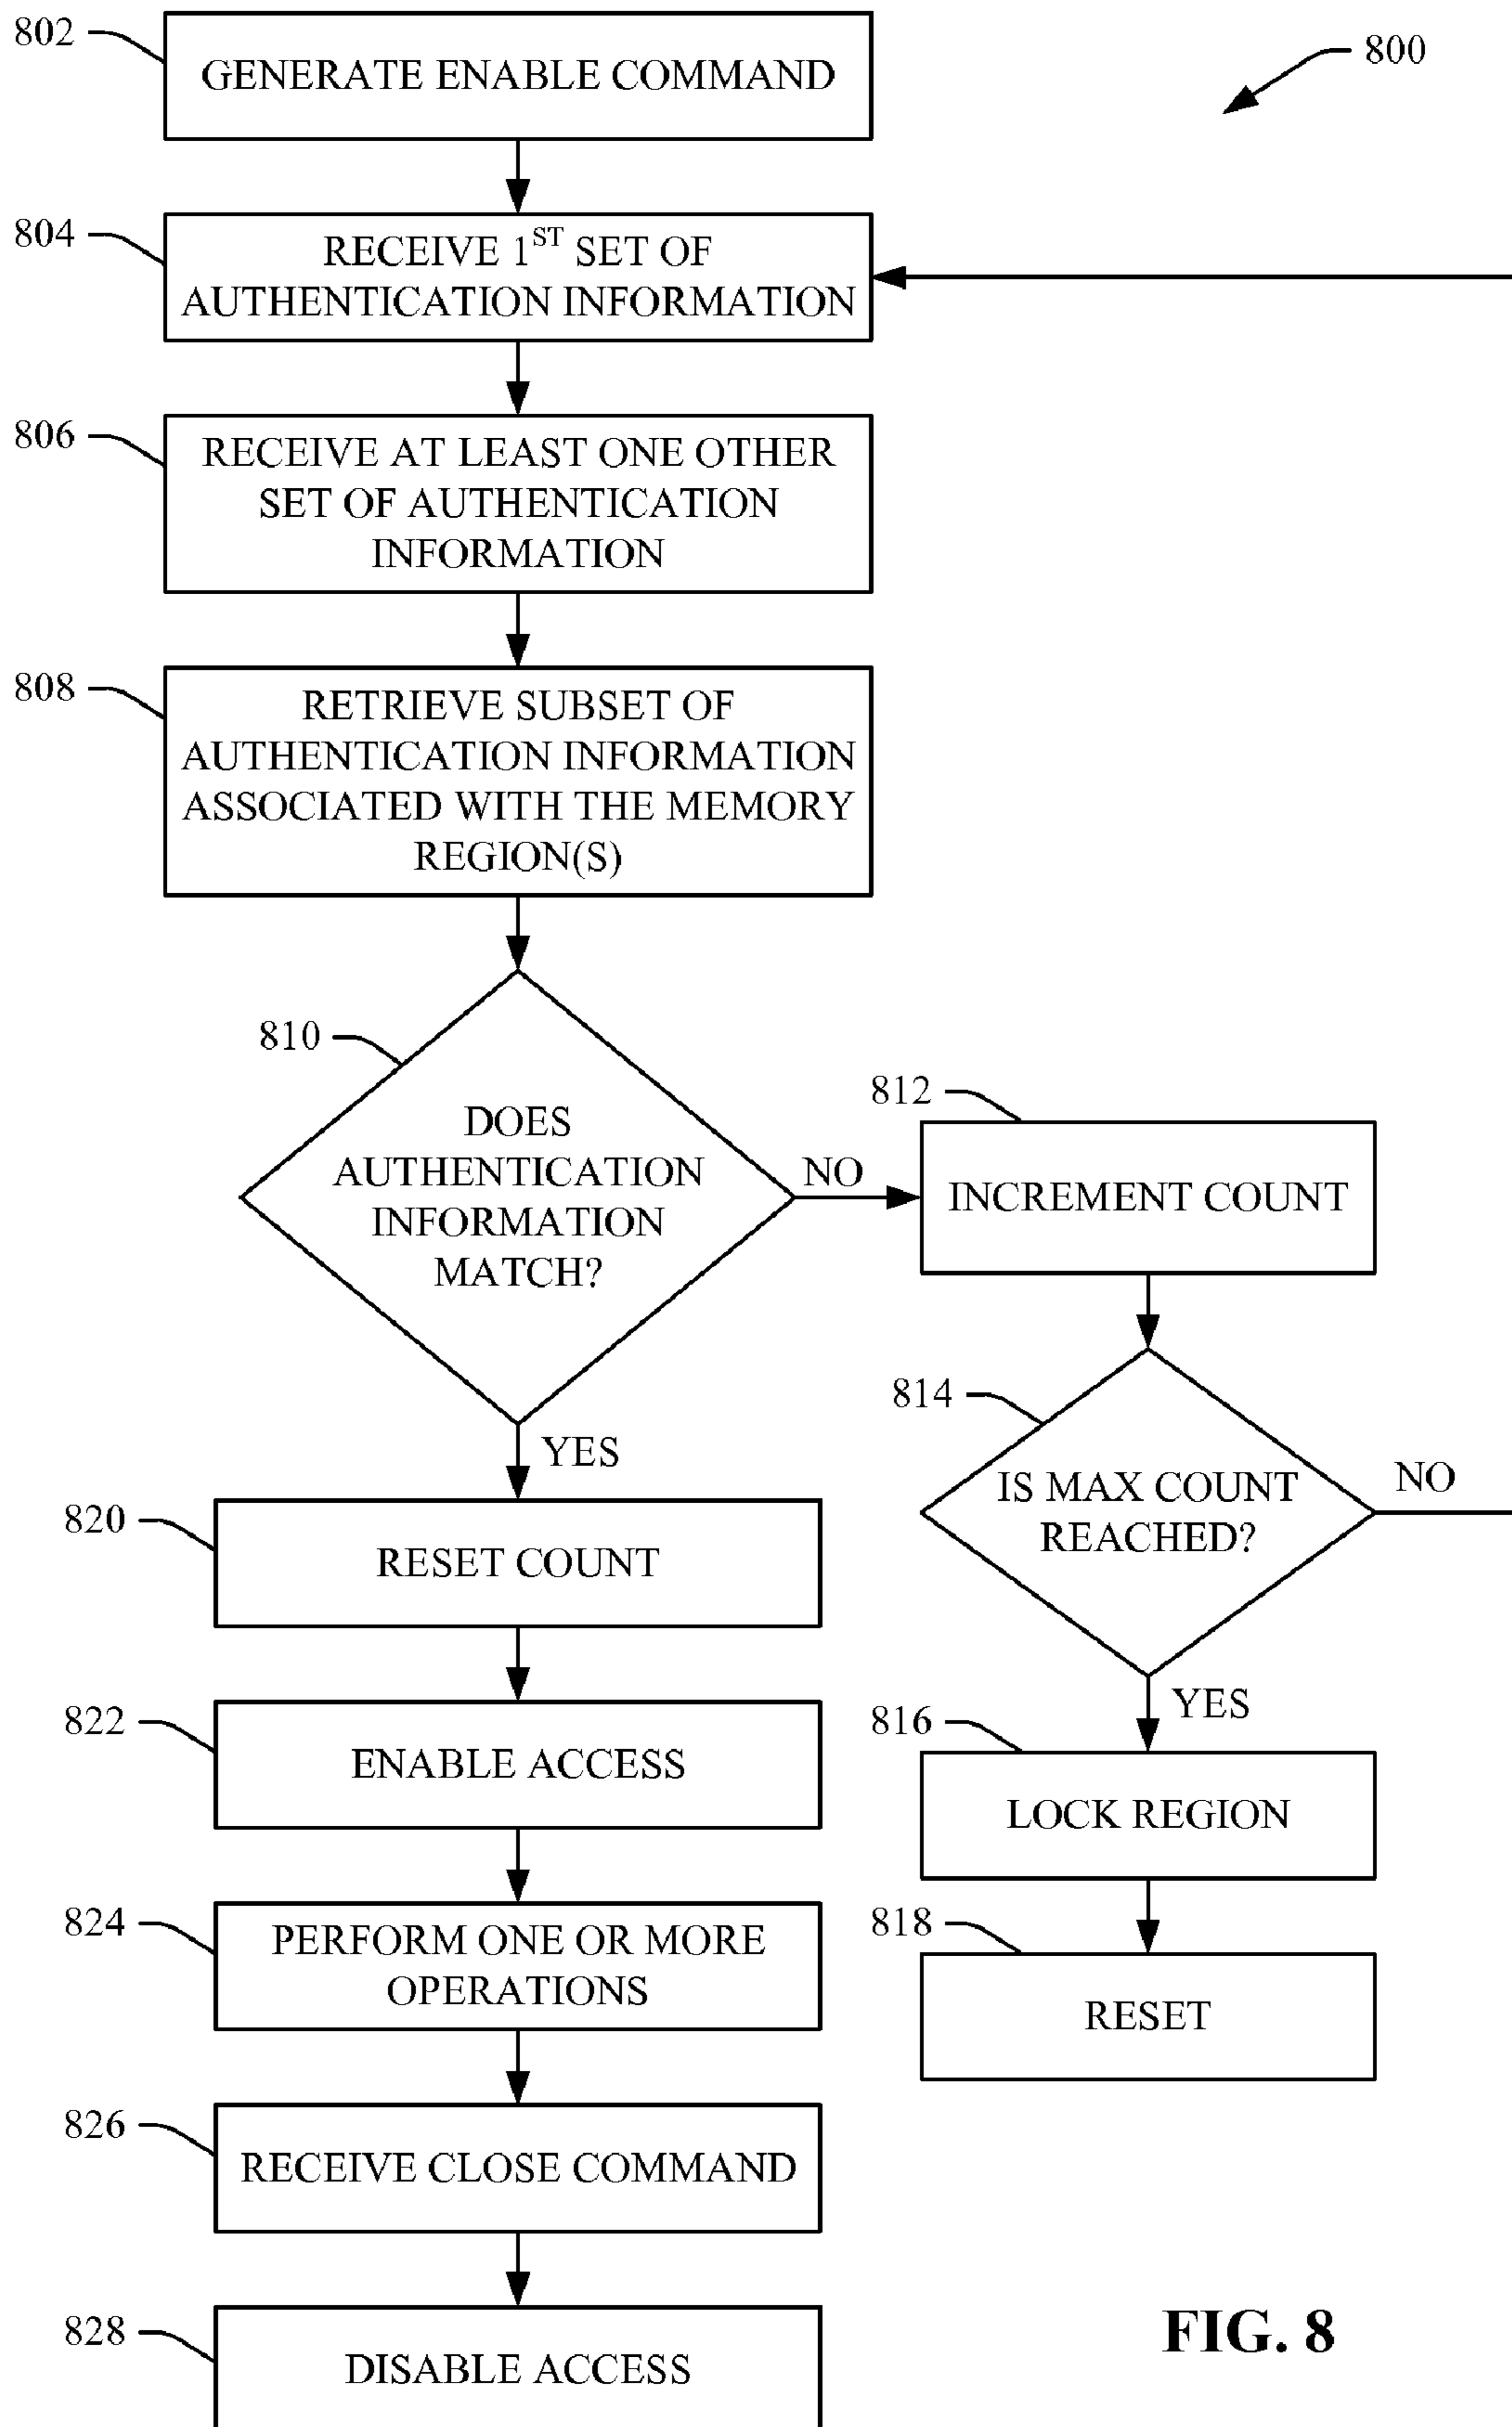 802
GENERATE ENABLE COMMAND
800
804
RECEIVE 1ST SET OF
AUTHENTICATION INFORMATION
806
RECEIVE AT LEAST ONE OTHER
SET OF AUTHENTICATION
INFORMATION
808
RETRIEVE SUBSET OF
AUTHENTICATION INFORMATION
ASSOCIATED WITH THE MEMORY
REGION(S)
810
DOES
AUTHENTICATION
INFORMATION
MATCH?
NO
812
INCREMENT COUNT
814
IS MAX COUNT
REACHED?
NO
YES
816
LOCK REGION
818
RESET
YES
820
RESET COUNT
822
ENABLE ACCESS
824
PERFORM ONE OR MORE
OPERATIONS
826
RECEIVE CLOSE COMMAND
828
DISABLE ACCESS
FIG. 8